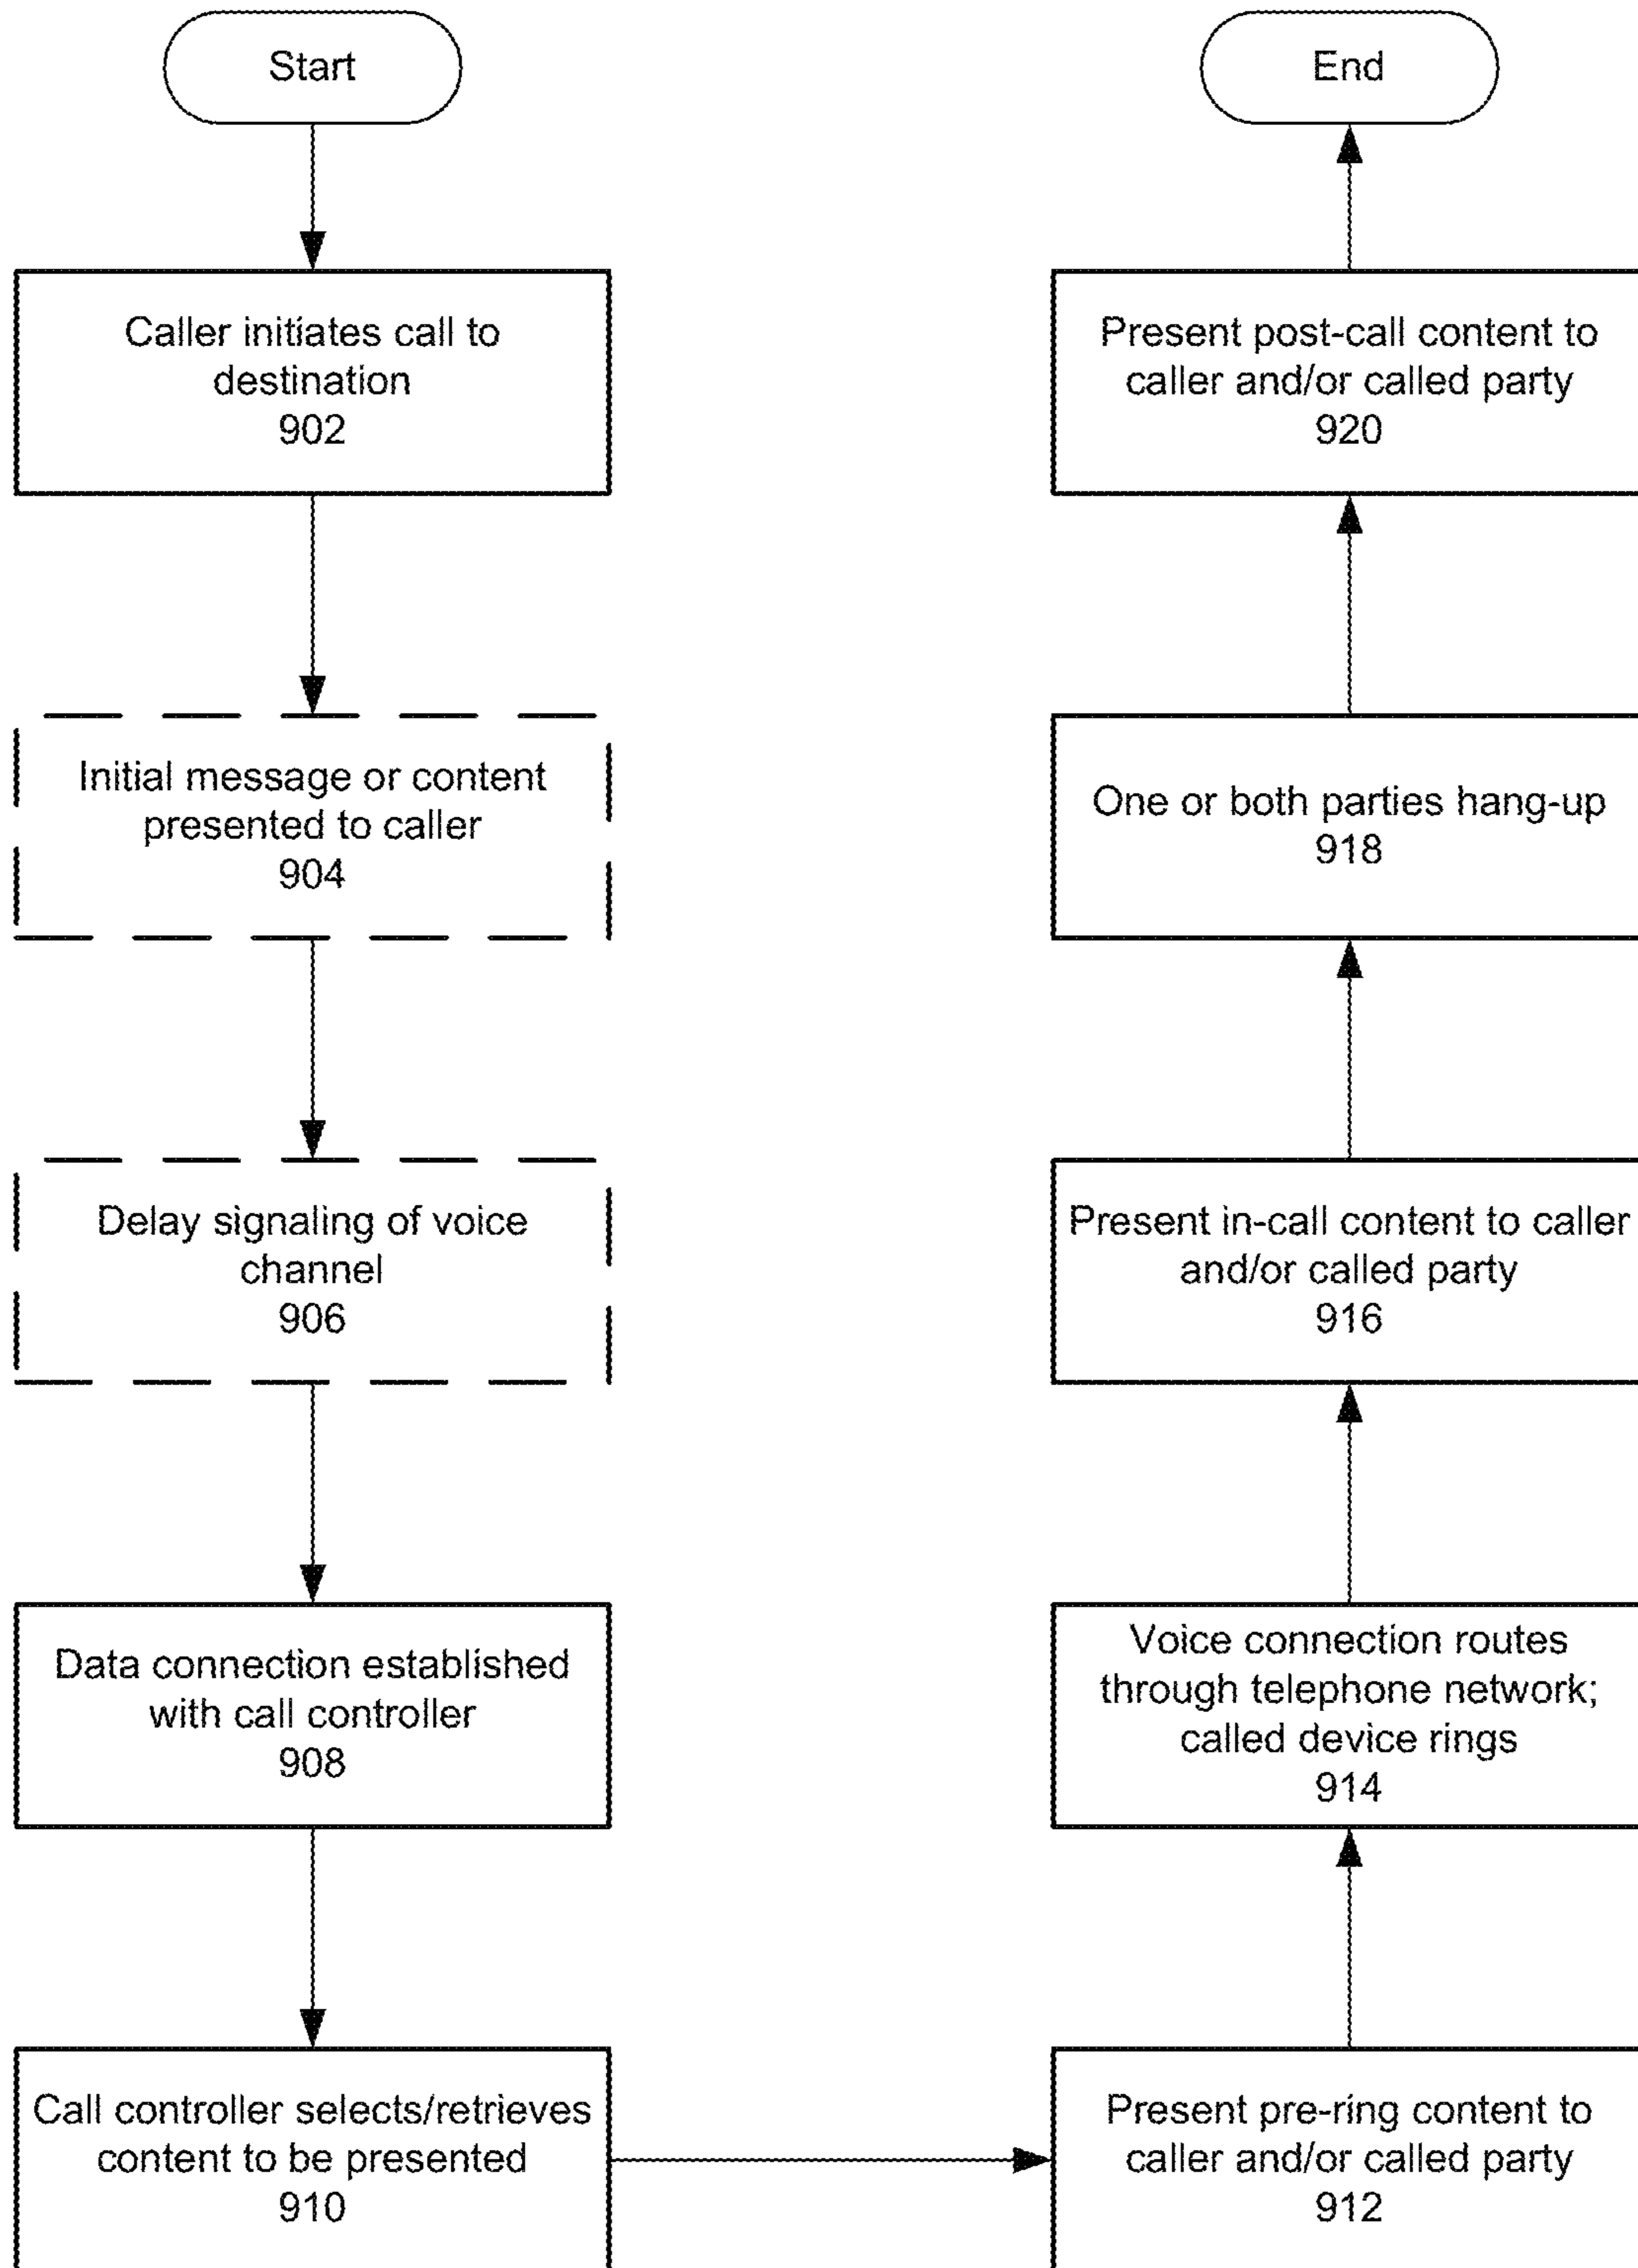 Start
Caller initiates call to
destination
902
Initial message or content
presented to caller
904
Delay signaling of voice
channel
906
Data connection established
with call controller
908
Call controller selects/retrieves
content to be presented
910
Present pre-ring content to
caller and/or called party
912
Voice connection routes
through telephone network;
called device rings
914
Present in-call content to caller
and/or called party
916
One or both parties hang-up
918
Present post-call content to
caller and/or called party
920
End